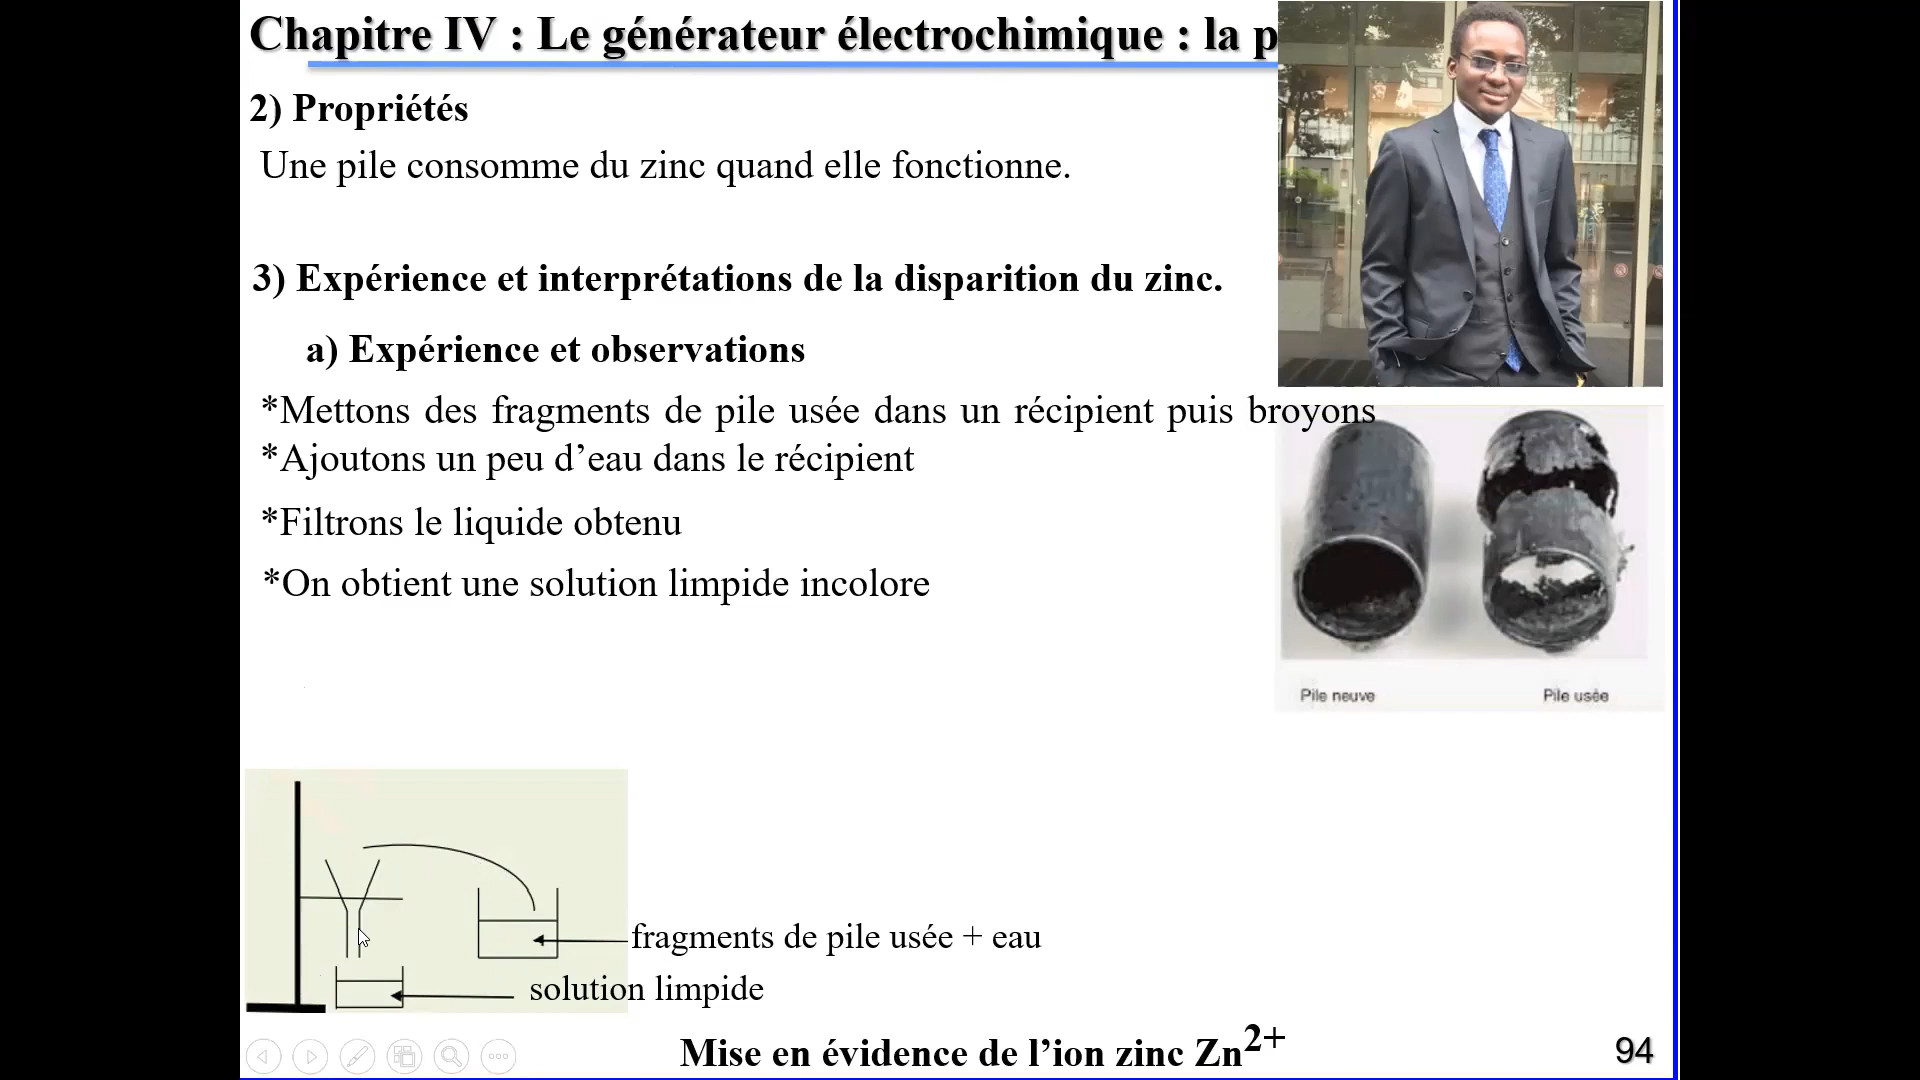 Chapitre IV : Le générateur électrochimique : la p
2) Propriétés
Une pile consomme du zinc quand elle fonctionne.
3) Expérience et interprétations de la disparition du zinc.
a) Expérience et observations
*Mettons des fragments de pile usée dans un récipient puis broyons
*Ajoutons un peu d’eau dans le récipient
*Filtrons le liquide obtenu
*On obtient une solution limpide incolore
Pile neuve
Pile usée
fragments de pile usée + eau
solution limpide
Mise en évidence de l’ion zinc Zn²⁺
94